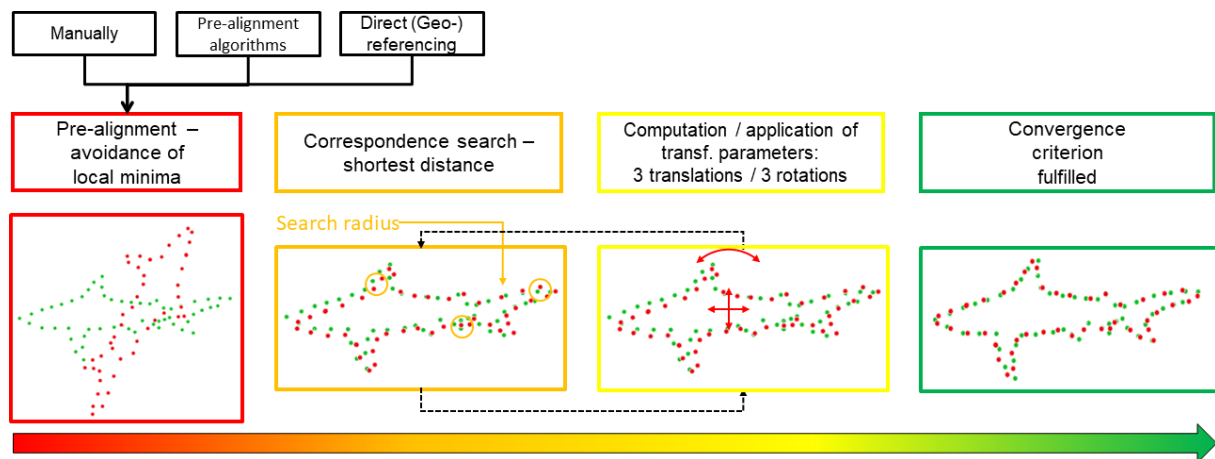 Manually
Pre-alignment
algorithms
Direct (Geo-)
referencing
Pre-alignment –
avoidance of
local minima
Correspondence search –
shortest distance
Computation / application of
transf. parameters:
3 translations / 3 rotations
Convergence
criterion
fulfilled
Search radius